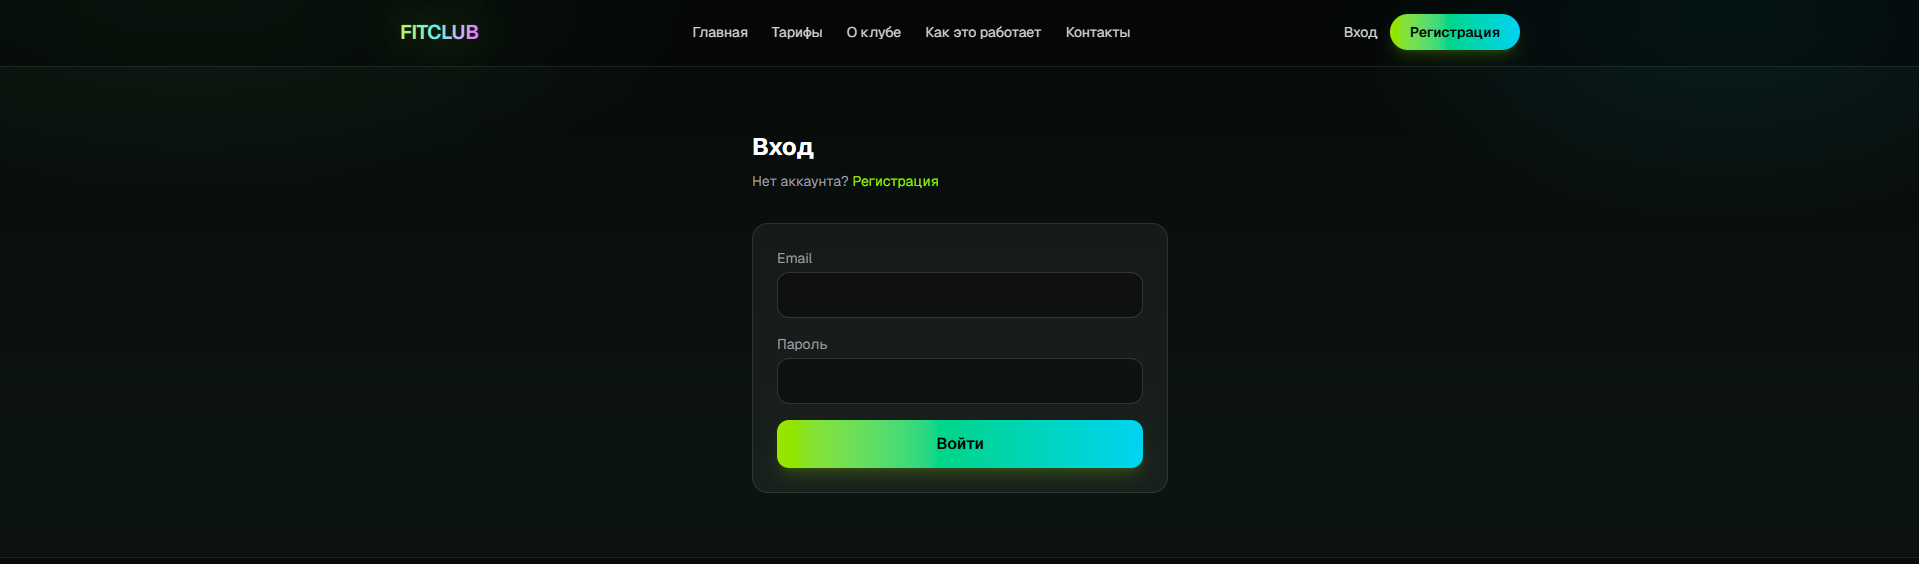 FITCLUB Главная Тарифы О клубе Как это работает Контакты Вход Регистрация
Вход
Нет аккаунта? Регистрация
Email
Пароль
Войти